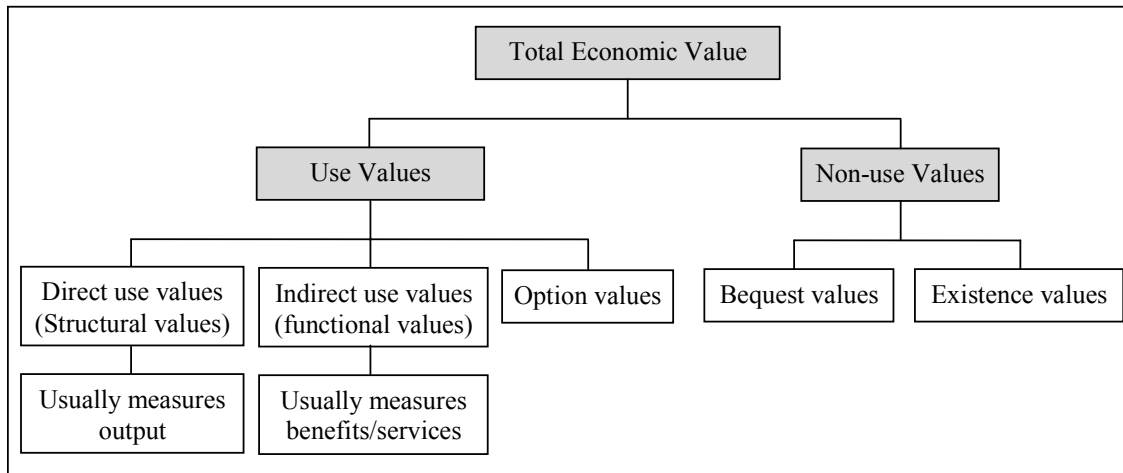 Total Economic Value
Use Values
Non-use Values
Direct use values
(Structural values)
Indirect use values
(functional values)
Option values
Bequest values
Existence values
Usually measures
output
Usually measures
benefits/services